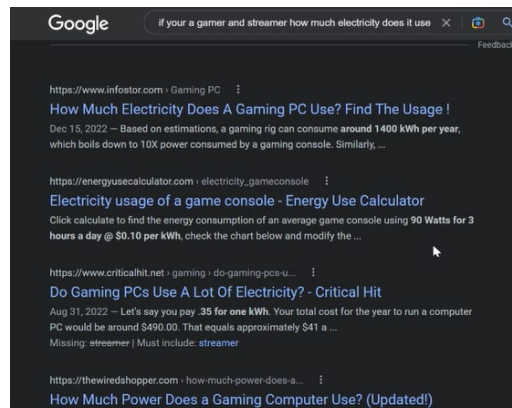 Google
if your a gamer and streamer how much electricity does it use
Feedback
https://www.infostor.com › Gaming PC
How Much Electricity Does A Gaming PC Use? Find The Usage !
Dec 15, 2022 — Based on estimations, a gaming rig can consume around 1400 kWh per year,
which boils down to 10X power consumed by a gaming console. Similarly, ...
https://energyusecalculator.com › electricity_gameconsole
Electricity usage of a game console - Energy Use Calculator
Click calculate to find the energy consumption of an average game console using 90 Watts for 3
hours a day @ $0.10 per kWh, check the chart below and modify the ...
https://www.criticalhit.net › gaming › do-gaming-pcs-u...
Do Gaming PCs Use A Lot Of Electricity? - Critical Hit
Aug 31, 2022 — Let's say you pay .35 for one kWh. Your total cost for the year to run a computer
PC would be around $490.00. That equals approximately $41 a ...
Missing: streamer | Must include: streamer
https://thewiredshopper.com › how-much-power-does-a...
How Much Power Does a Gaming Computer Use? (Updated!)